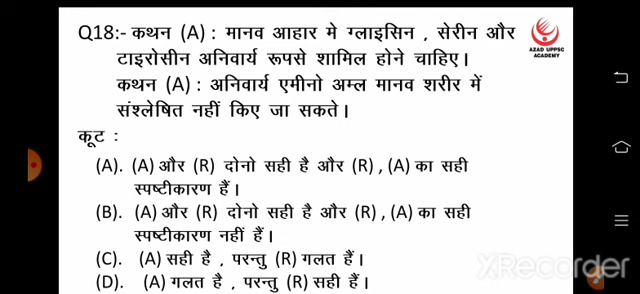 Q18:- कथन (A) : मानव आहार मे ग्लाइसिन , सेरीन और
टाइरोसीन अनिवार्य रूपसे शामिल होने चाहिए।
कथन (A) : अनिवार्य एमीनो अम्ल मानव शरीर में
संश्लेषित नहीं किए जा सकते।
कूट :
(A). (A) और (R) दोनो सही है और (R) , (A) का सही
स्पष्टीकारण हैं।
(B). (A) और (R) दोनो सही है और (R) , (A) का सही
स्पष्टीकारण नहीं हैं।
(C). (A) सही है , परन्तु (R) गलत हैं।
(D). (A) गलत है , परन्तु (R) सही हैं।
AZAD UPPSC
ACADEMY
XRecorder